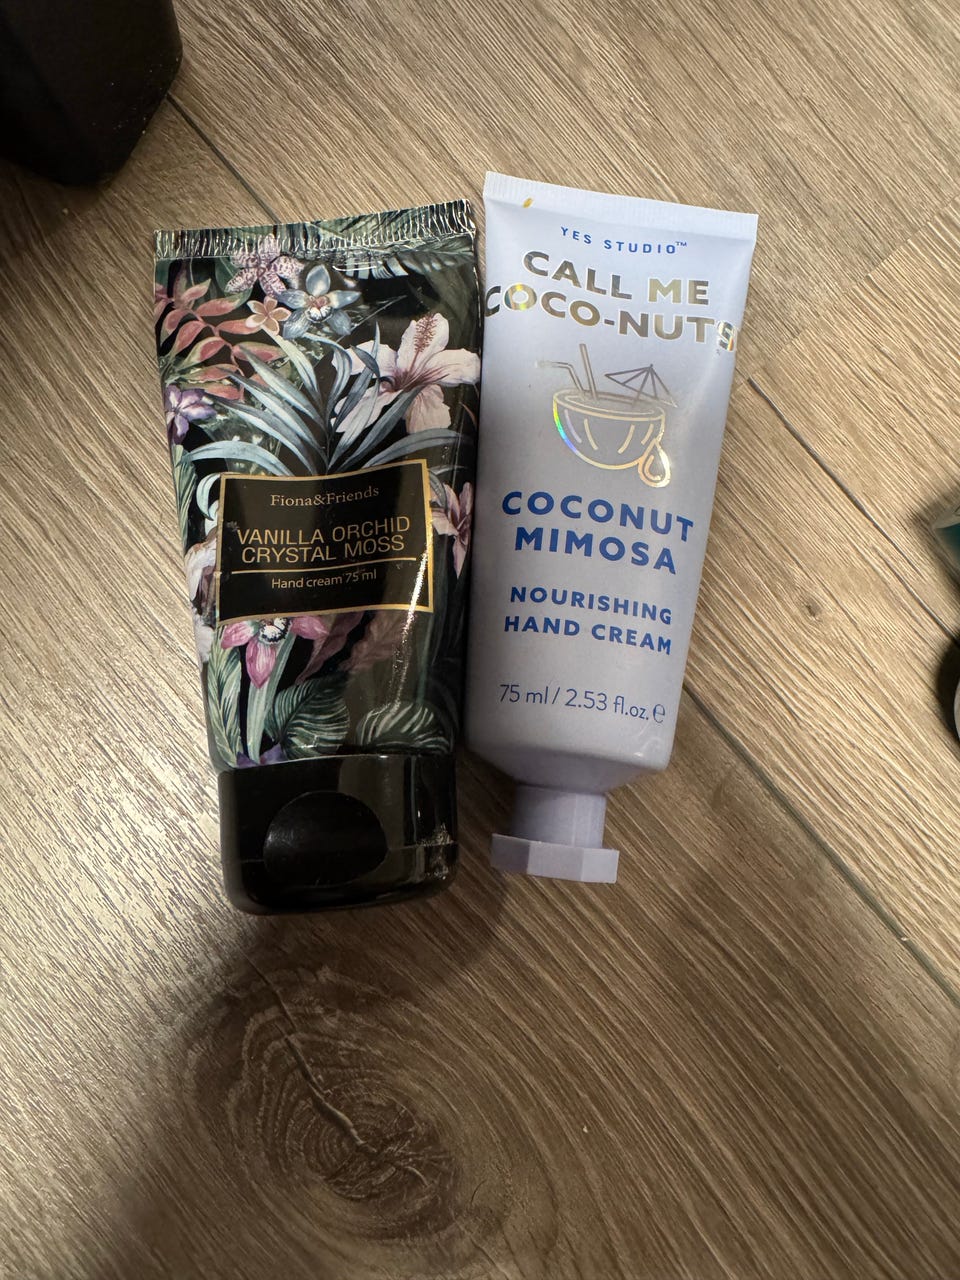 Fiona&Friends
VANILLA ORCHID
CRYSTAL MOSS
Hand cream 75 ml
YES STUDIO™
CALL ME
COCO-NUTS
COCONUT
MIMOSA
NOURISHING
HAND CREAM
75 ml / 2.53 fl.oz. ℮